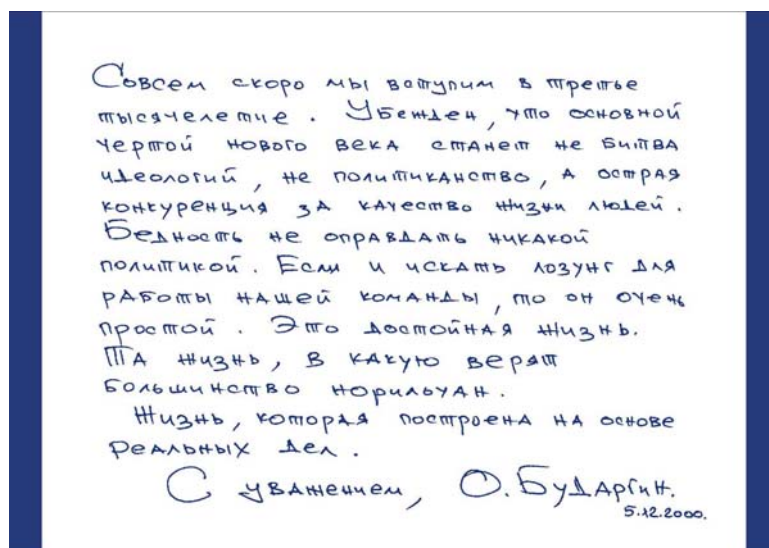 Совсем скоро мы вступим в третье
тысячелетие. Убежден, что основной
чертой нового века станет не битва
идеологий, не политиканство, а острая
конкуренция за качество жизни людей.
Бедность не оправдать никакой
политикой. Если и искать лозунг для
работы нашей команды, то он очень
простой. Это достойная жизнь.
Та жизнь, в какую верят
большинство норильчан.
Жизнь, которая построена на основе
реальных дел.
С уважением, О. Бударгин.
5.12.2000.